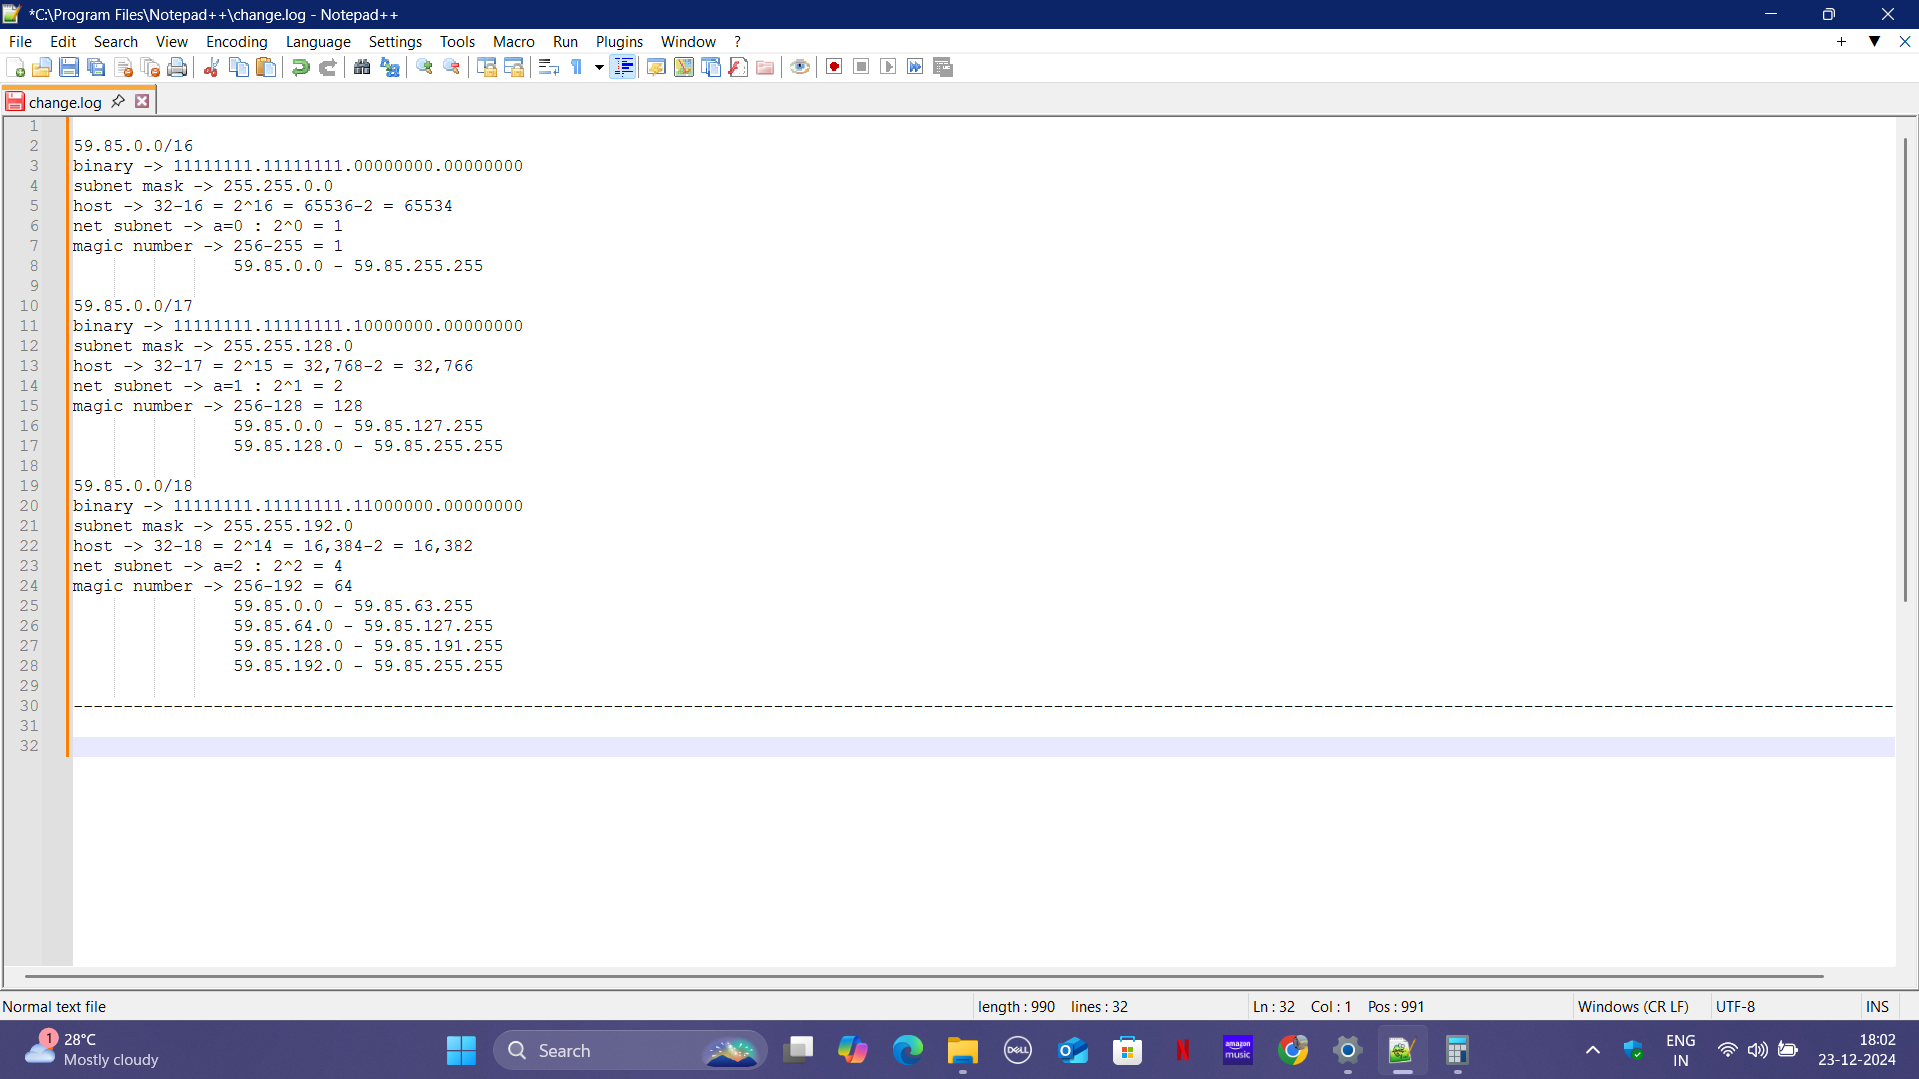 *C:\Program Files\Notepad++\change.log - Notepad++
File Edit Search View Encoding Language Settings Tools Macro Run Plugins Window ?
change.log
1
2 59.85.0.0/16
3 binary -> 11111111.11111111.00000000.00000000
4 subnet mask -> 255.255.0.0
5 host -> 32-16 = 2^16 = 65536-2 = 65534
6 net subnet -> a=0 : 2^0 = 1
7 magic number -> 256-255 = 1
8 59.85.0.0 - 59.85.255.255
9
10 59.85.0.0/17
11 binary -> 11111111.11111111.10000000.00000000
12 subnet mask -> 255.255.128.0
13 host -> 32-17 = 2^15 = 32,768-2 = 32,766
14 net subnet -> a=1 : 2^1 = 2
15 magic number -> 256-128 = 128
16 59.85.0.0 - 59.85.127.255
17 59.85.128.0 - 59.85.255.255
18
19 59.85.0.0/18
20 binary -> 11111111.11111111.11000000.00000000
21 subnet mask -> 255.255.192.0
22 host -> 32-18 = 2^14 = 16,384-2 = 16,382
23 net subnet -> a=2 : 2^2 = 4
24 magic number -> 256-192 = 64
25 59.85.0.0 - 59.85.63.255
26 59.85.64.0 - 59.85.127.255
27 59.85.128.0 - 59.85.191.255
28 59.85.192.0 - 59.85.255.255
29
30 --------------------------------------------------------------------------------------------------------------------------------------------------------------------------------------
31
32
Normal text file length : 990 lines : 32 Ln : 32 Col : 1 Pos : 991 Windows (CR LF) UTF-8 INS
1
28°C
Mostly cloudy
Search
DELL
amazon
music
ENG
IN
18:02
23-12-2024